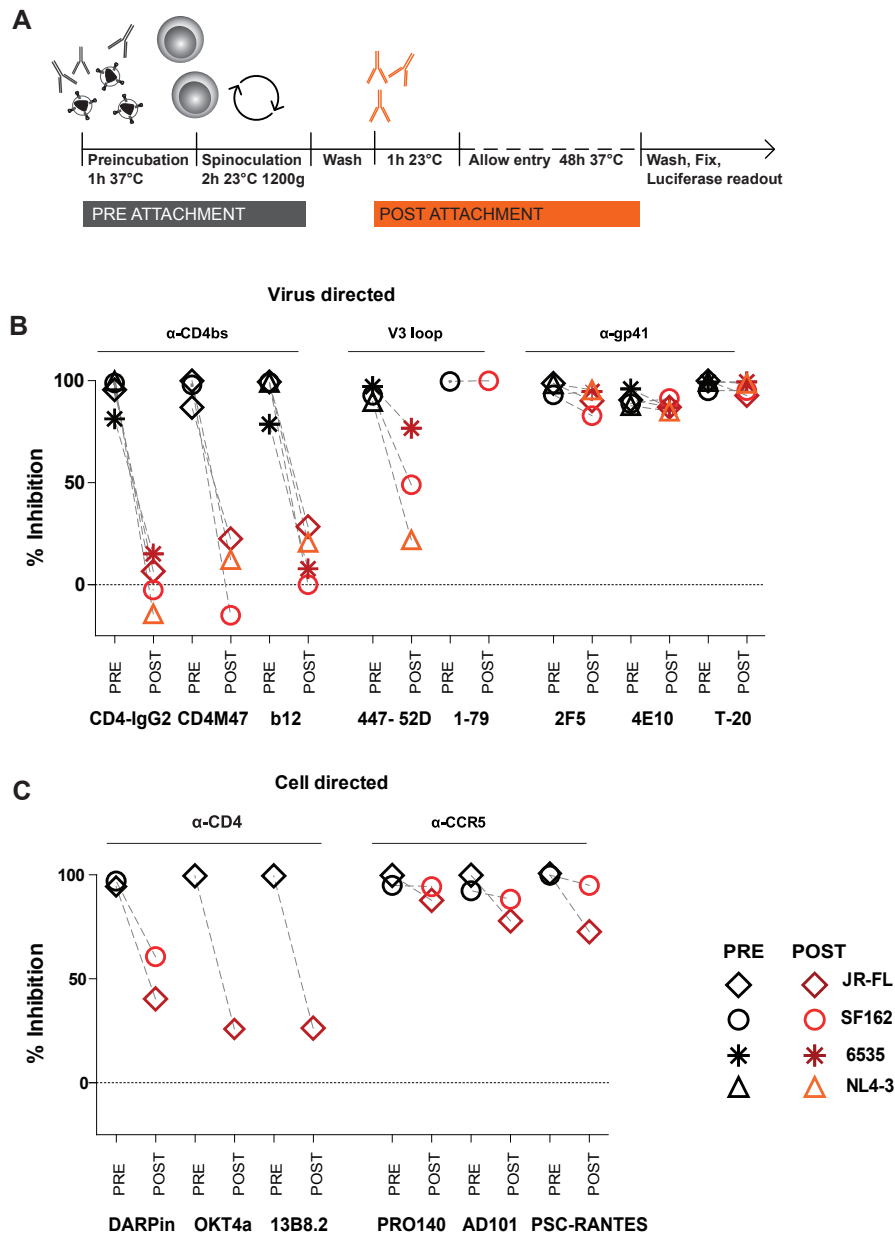 A
Preincubation
1h 37°C
Spinoculation
2h 23°C 1200g
Wash
1h 23°C
Allow entry 48h 37°C
Wash, Fix,
Luciferase readout
PRE ATTACHMENT
POST ATTACHMENT
Virus directed
B
α-CD4bs
V3 loop
α-gp41
% Inhibition
100
50
0
PRE POST PRE POST PRE POST PRE POST PRE POST PRE POST PRE POST PRE POST
CD4-IgG2 CD4M47 b12 447- 52D 1-79 2F5 4E10 T-20
C
Cell directed
α-CD4
α-CCR5
% Inhibition
100
50
0
PRE POST PRE POST PRE POST PRE POST PRE POST PRE POST
DARPin OKT4a 13B8.2 PRO140 AD101 PSC-RANTES
PRE POST
JR-FL
SF162
6535
NL4-3